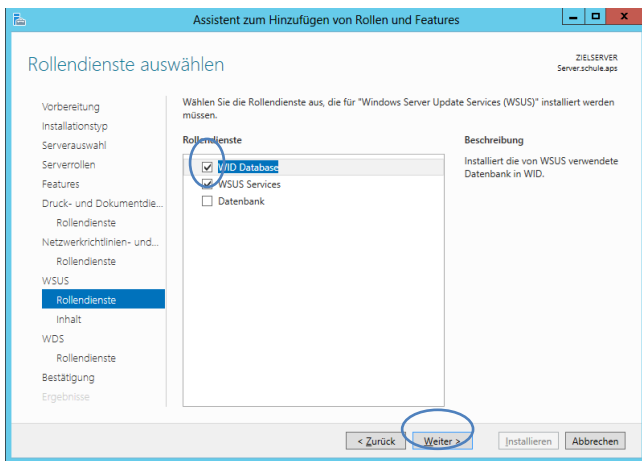 Assistent zum Hinzufügen von Rollen und Features
Rollendienste auswählen
ZIELSERVER
Server.schule.aps
Vorbereitung
Installationstyp
Serverauswahl
Serverrollen
Features
Druck- und Dokumentdie...
Rollendienste
Netzwerkrichtlinien- und...
Rollendienste
WSUS
Rollendienste
Inhalt
WDS
Rollendienste
Bestätigung
Ergebnisse
Wählen Sie die Rollendienste aus, die für "Windows Server Update Services (WSUS)" installiert werden
müssen.
Rollendienste
WID Database
WSUS Services
Datenbank
Beschreibung
Installiert die von WSUS verwendete
Datenbank in WID.
< Zurück
Weiter >
Installieren
Abbrechen